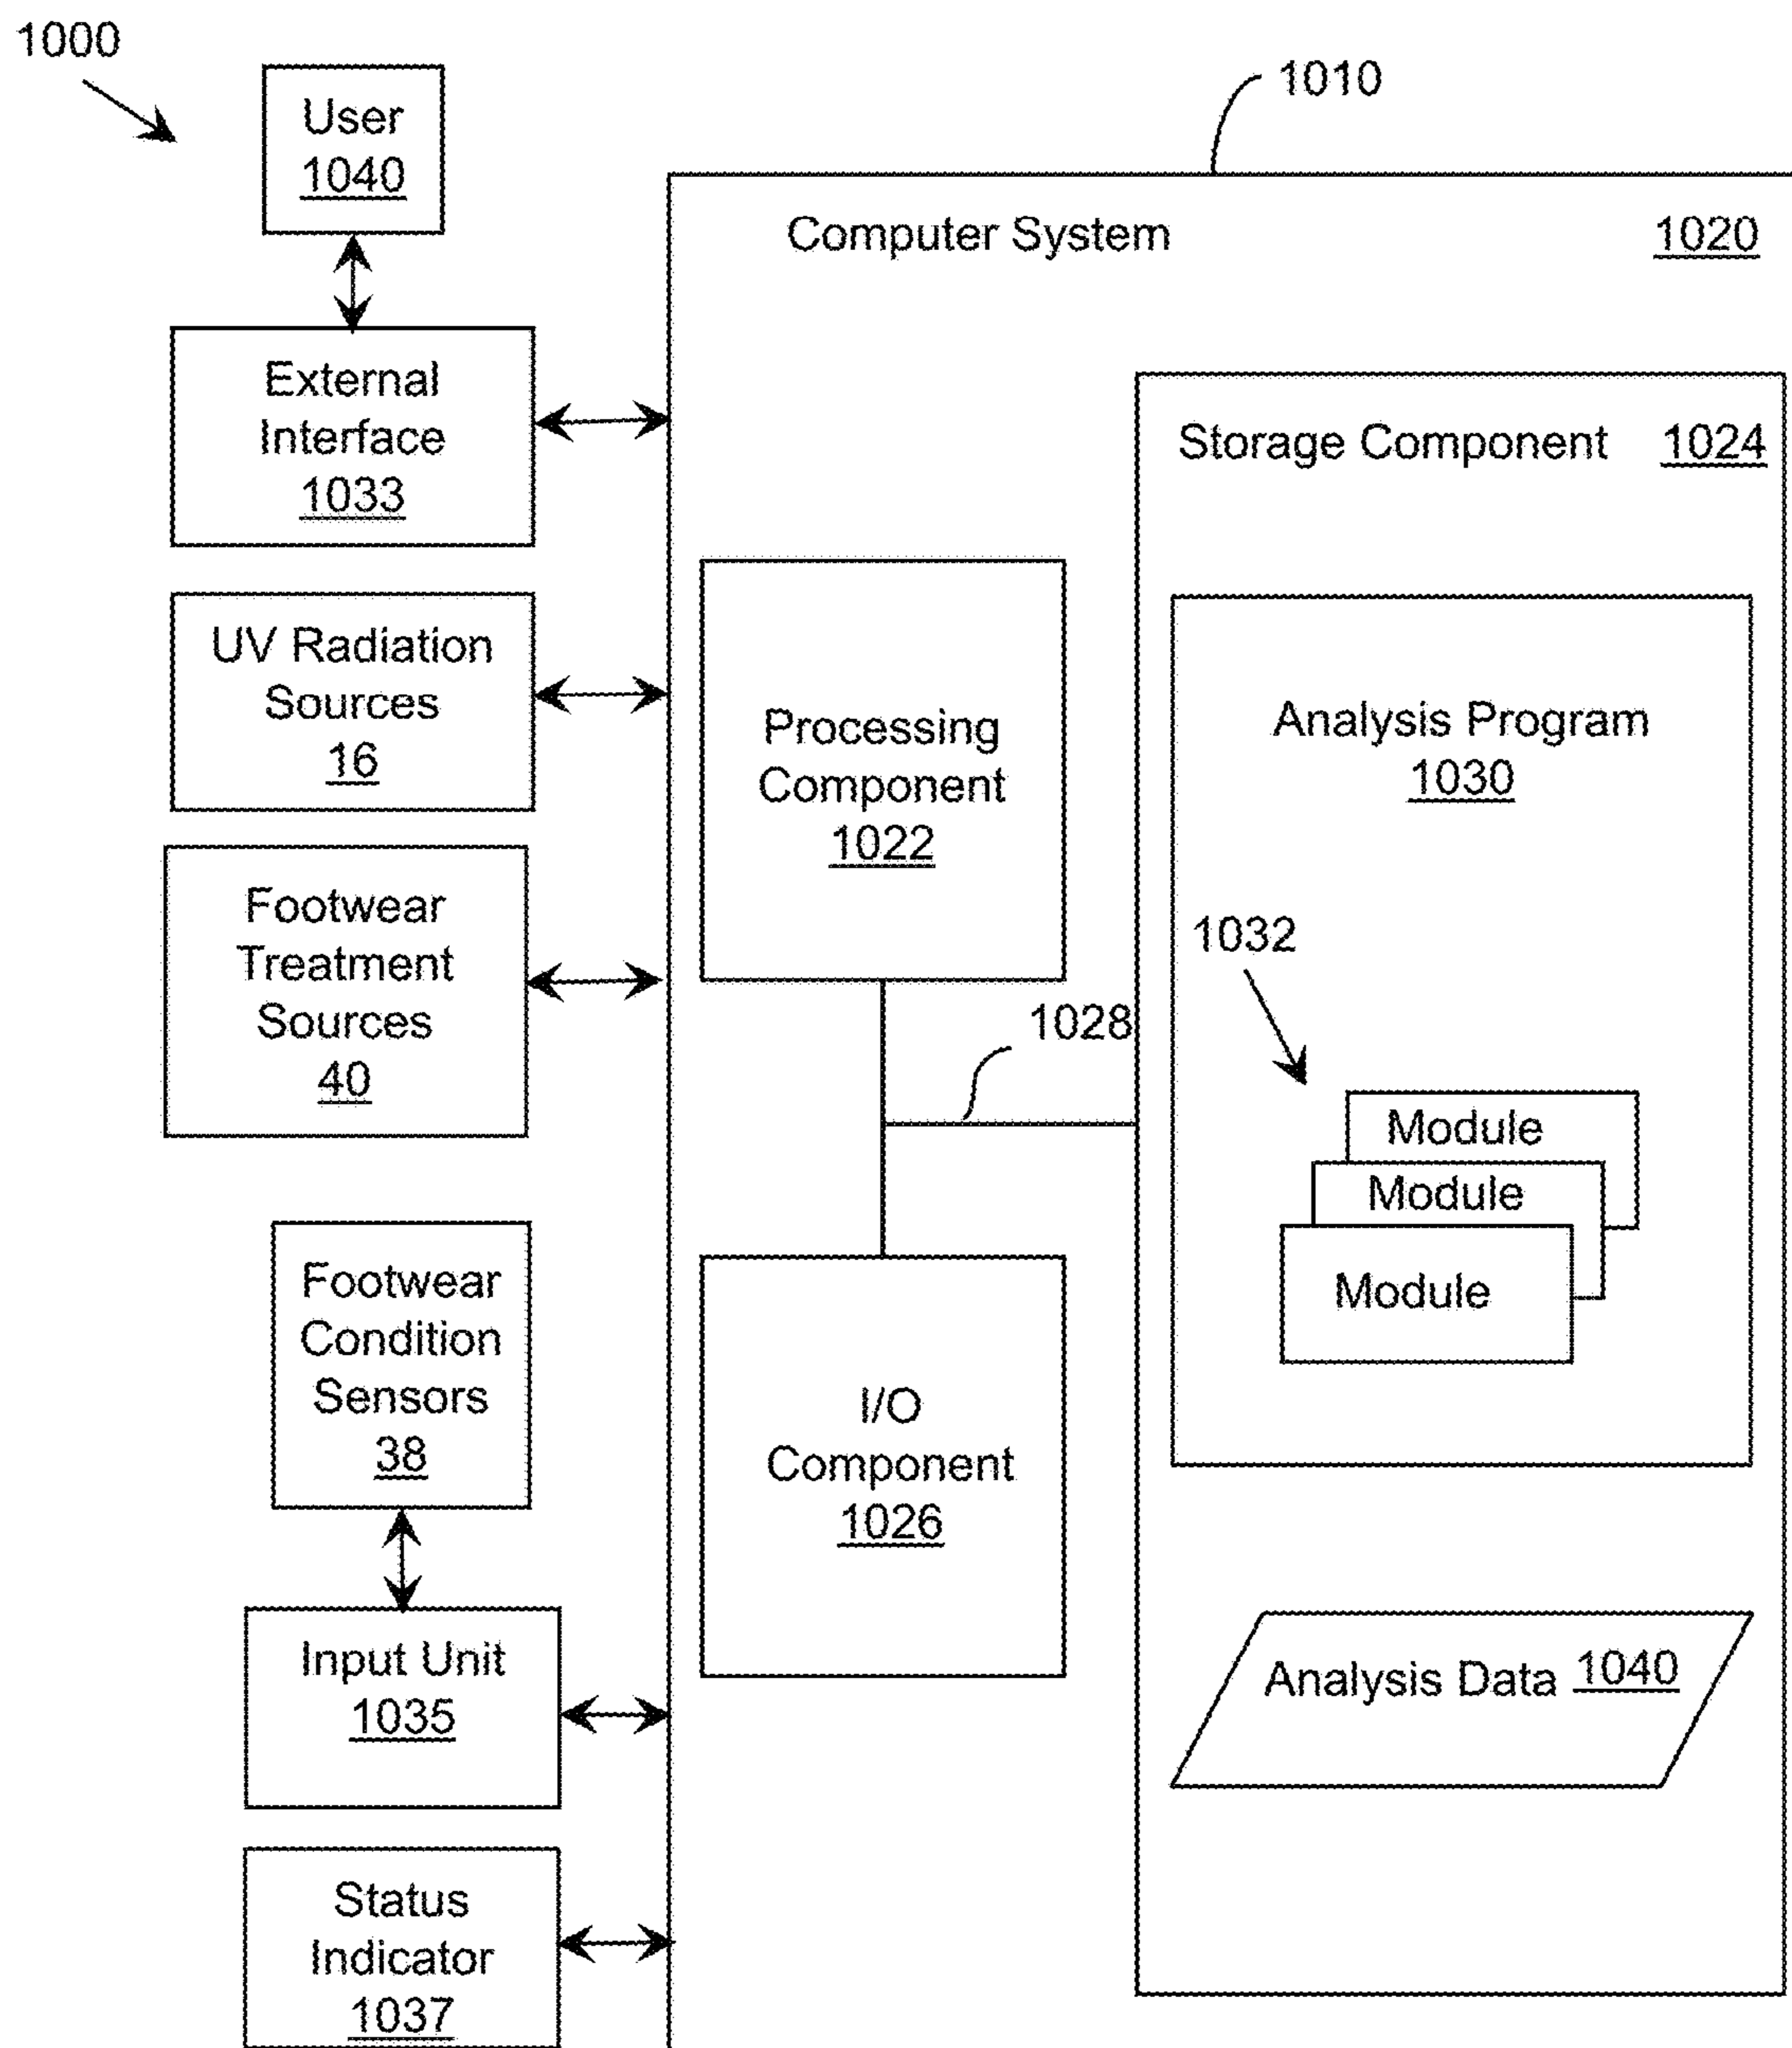 1000
User
1040
1010
Computer System 1020
External
Interface
1033
Storage Component 1024
UV Radiation
Sources
16
Processing
Component
1022
Analysis Program
1030
Footwear
Treatment
Sources
40
1032
1028
Module
Module
Module
Footwear
Condition
Sensors
38
I/O
Component
1026
Input Unit
1035
Analysis Data 1040
Status
Indicator
1037